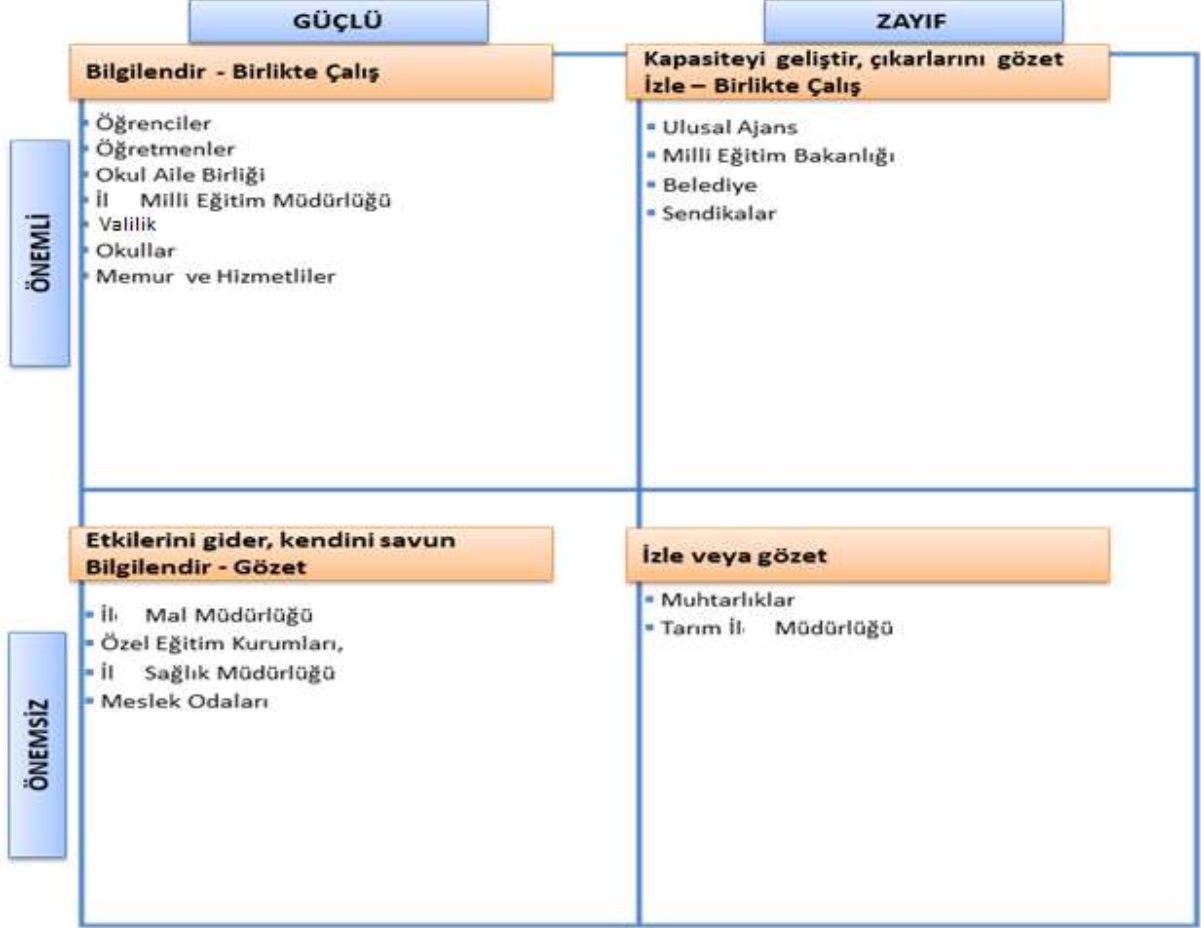 GÜÇLÜ
ZAYIF
ÖNEMLİ
Bilgilendir - Birlikte Çalış
Öğrenciler
Öğretmenler
Okul Aile Birliği
İl Milli Eğitim Müdürlüğü
Valilik
Okullar
Memur ve Hizmetliler
Kapasiteyi geliştir, çıkarlarını gözet
İzle – Birlikte Çalış
Ulusal Ajans
Milli Eğitim Bakanlığı
Belediye
Sendikalar
ÖNEMSİZ
Etkilerini gider, kendini savun
Bilgilendir - Gözet
İl Mal Müdürlüğü
Özel Eğitim Kurumları,
İl Sağlık Müdürlüğü
Meslek Odaları
İzle veya gözet
Muhtarlıklar
Tarım İl Müdürlüğü